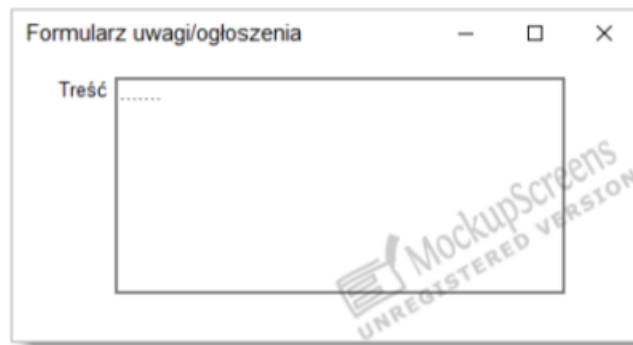 Formularz uwagi/ogłoszenia
Treść .......
MockupScreens
UNREGISTERED VERSION